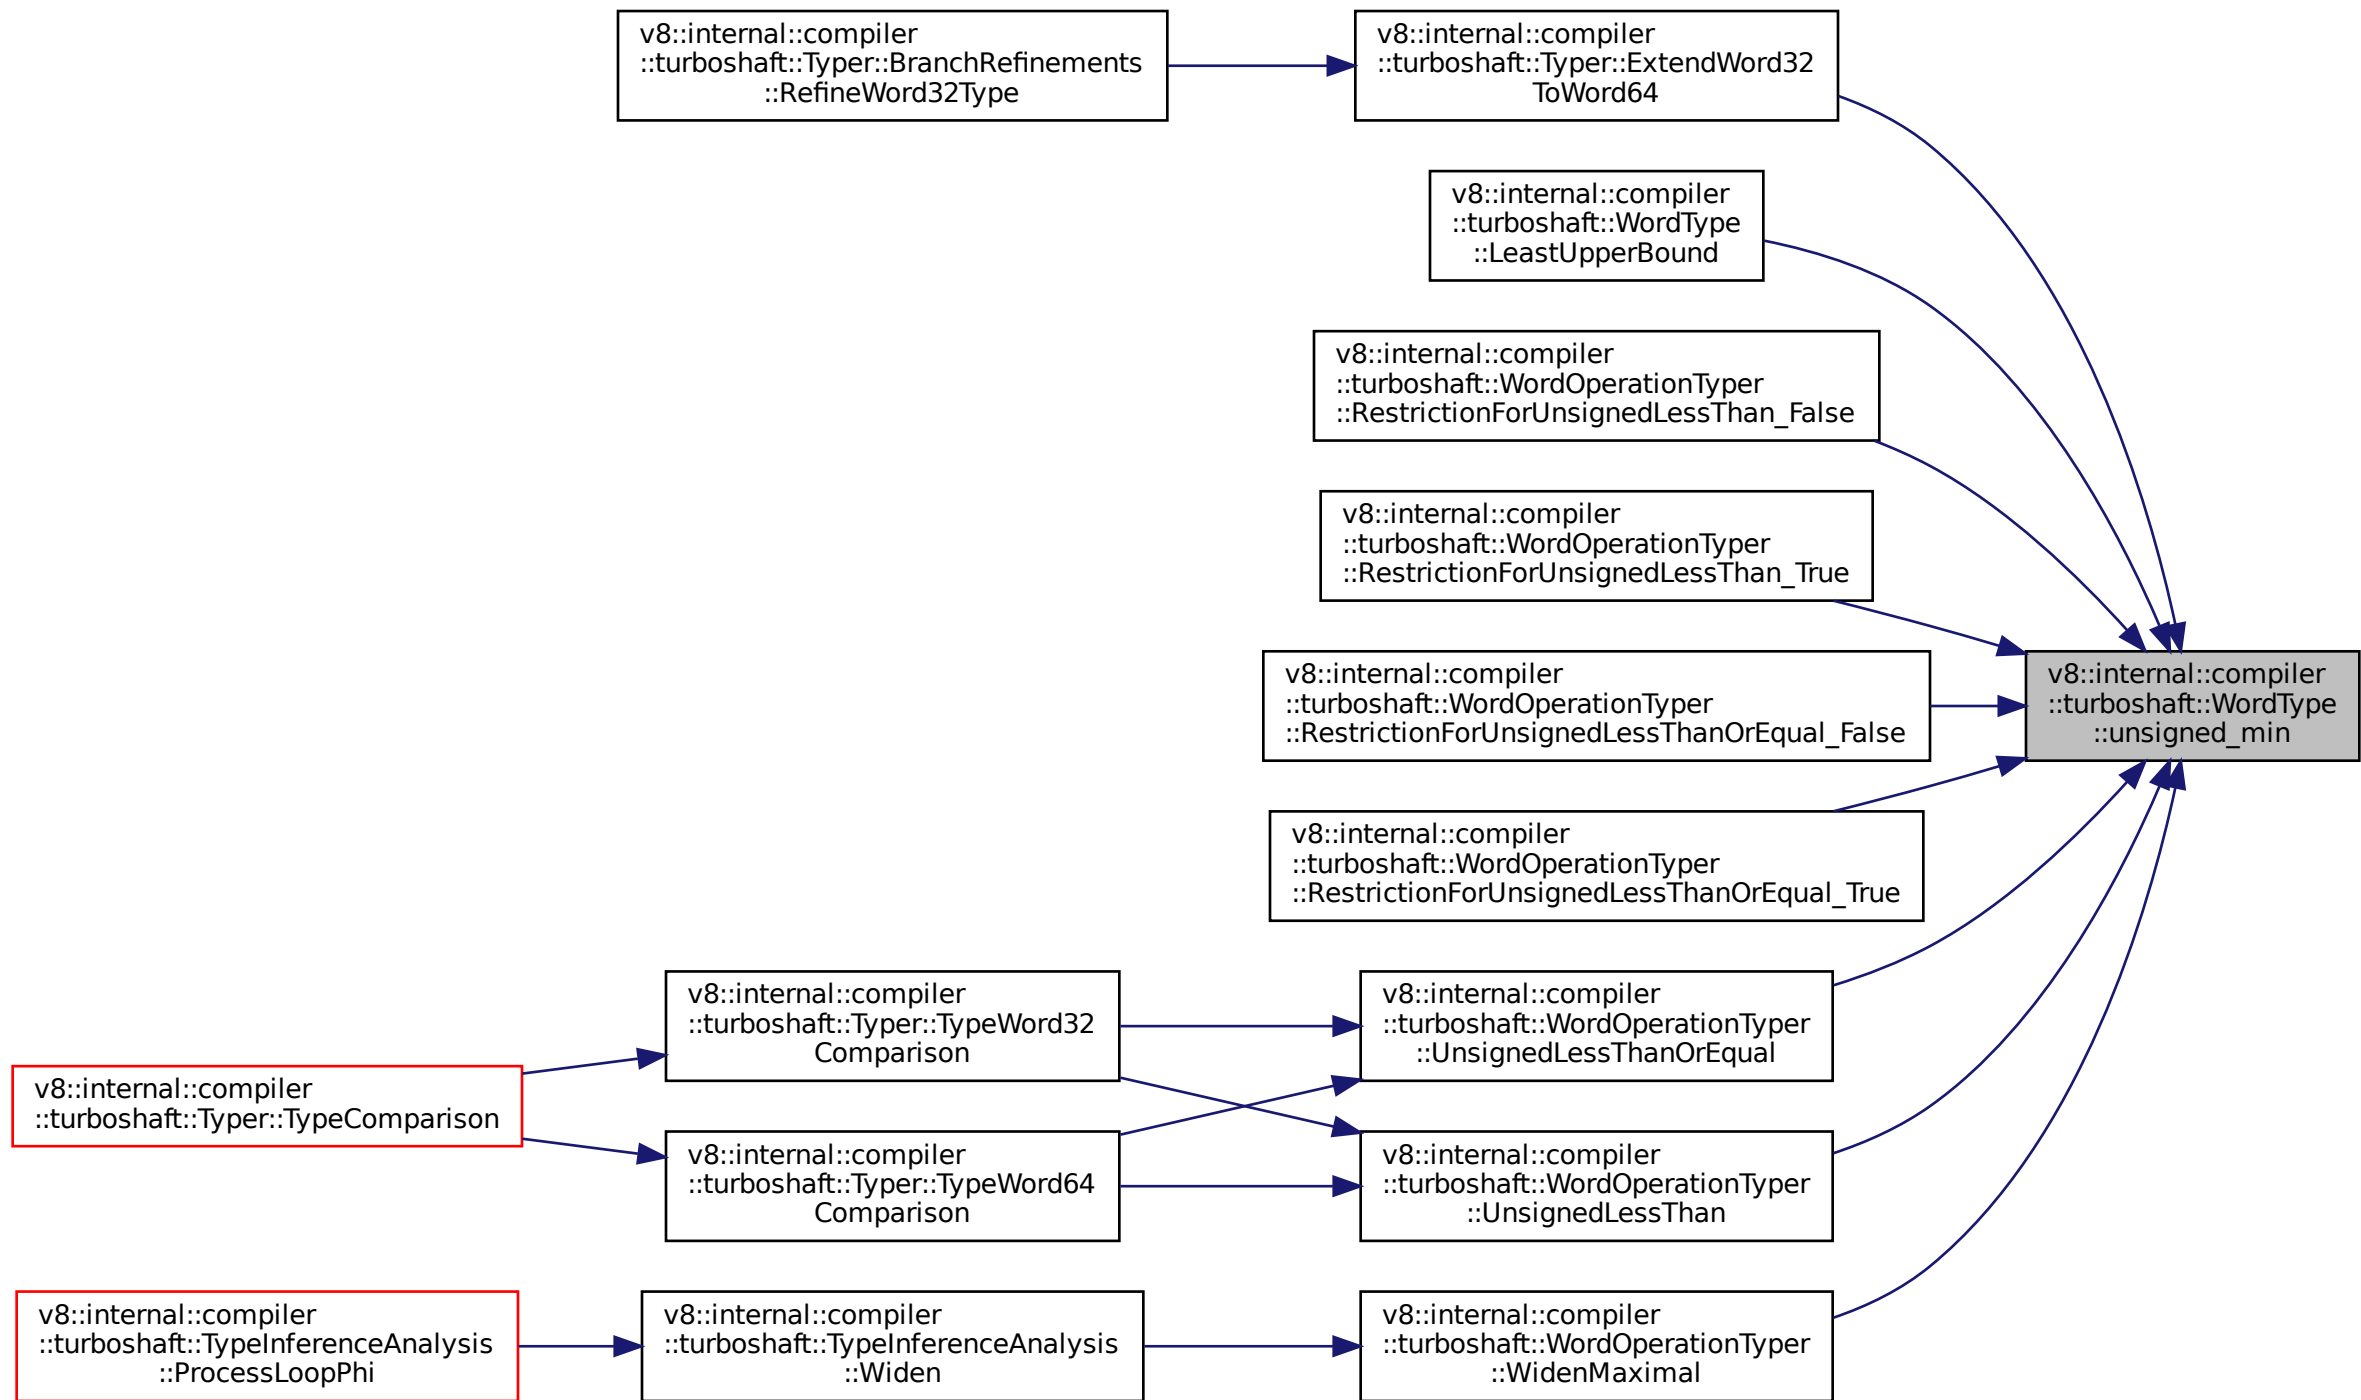 v8::internal::compiler
::turboshaft::Typer::BranchRefinements
::RefineWord32Type
v8::internal::compiler
::turboshaft::Typer::ExtendWord32
ToWord64
v8::internal::compiler
::turboshaft::WordType
::LeastUpperBound
v8::internal::compiler
::turboshaft::WordOperationTyper
::RestrictionForUnsignedLessThan_False
v8::internal::compiler
::turboshaft::WordOperationTyper
::RestrictionForUnsignedLessThan_True
v8::internal::compiler
::turboshaft::WordOperationTyper
::RestrictionForUnsignedLessThanOrEqual_False
v8::internal::compiler
::turboshaft::WordType
::unsigned_min
v8::internal::compiler
::turboshaft::WordOperationTyper
::RestrictionForUnsignedLessThanOrEqual_True
v8::internal::compiler
::turboshaft::Typer::TypeWord32
Comparison
v8::internal::compiler
::turboshaft::WordOperationTyper
::UnsignedLessThanOrEqual
v8::internal::compiler
::turboshaft::Typer::TypeComparison
v8::internal::compiler
::turboshaft::Typer::TypeWord64
Comparison
v8::internal::compiler
::turboshaft::WordOperationTyper
::UnsignedLessThan
v8::internal::compiler
::turboshaft::TypeInferenceAnalysis
::ProcessLoopPhi
v8::internal::compiler
::turboshaft::TypeInferenceAnalysis
::Widen
v8::internal::compiler
::turboshaft::WordOperationTyper
::WidenMaximal